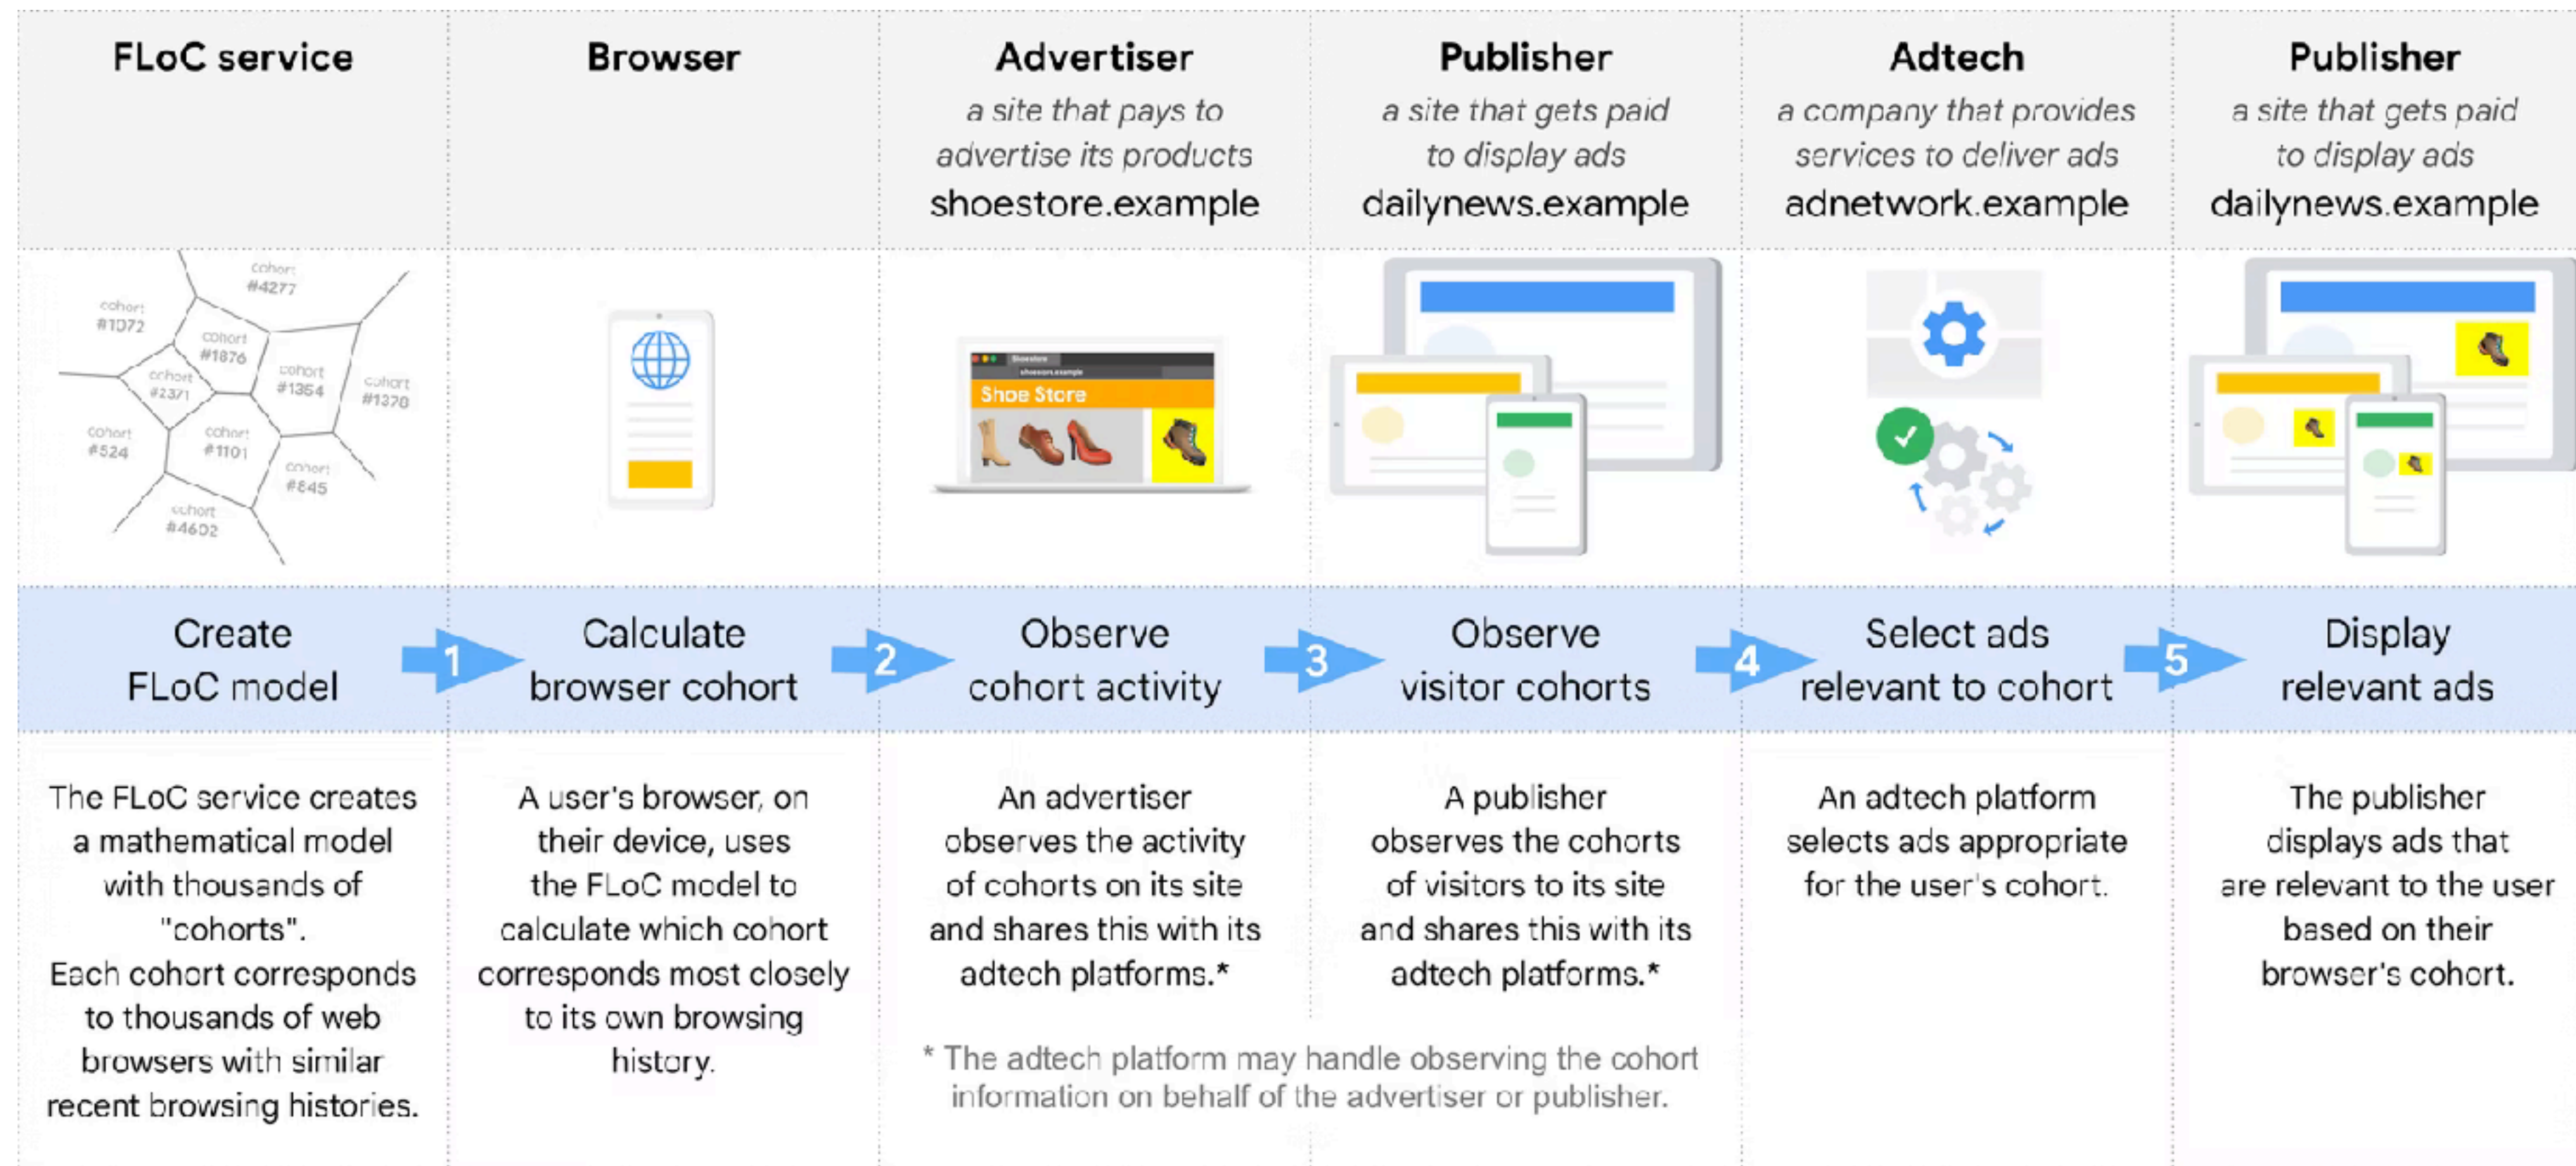 FLoC service
Browser
Advertiser
a site that pays to
advertise its products
shoestore.example
Publisher
a site that gets paid
to display ads
dailynews.example
Adtech
a company that provides
services to deliver ads
adnetwork.example
Publisher
a site that gets paid
to display ads
dailynews.example
cohort
#4277
cohort
#1072
cohort
#1876
cohort
#1354
cohort
#1378
cohort
#2371
cohort
#524
cohort
#1101
cohort
#845
cohort
#4602
Shoestore
shoestore.example
Shoe Store
Create
FLoC model
1
Calculate
browser cohort
2
Observe
cohort activity
3
Observe
visitor cohorts
4
Select ads
relevant to cohort
5
Display
relevant ads
The FLoC service creates
a mathematical model
with thousands of
"cohorts".
Each cohort corresponds
to thousands of web
browsers with similar
recent browsing histories.
A user's browser, on
their device, uses
the FLoC model to
calculate which cohort
corresponds most closely
to its own browsing
history.
An advertiser
observes the activity
of cohorts on its site
and shares this with its
adtech platforms.*
A publisher
observes the cohorts
of visitors to its site
and shares this with its
adtech platforms.*
* The adtech platform may handle observing the cohort
information on behalf of the advertiser or publisher.
An adtech platform
selects ads appropriate
for the user's cohort.
The publisher
displays ads that
are relevant to the user
based on their
browser's cohort.